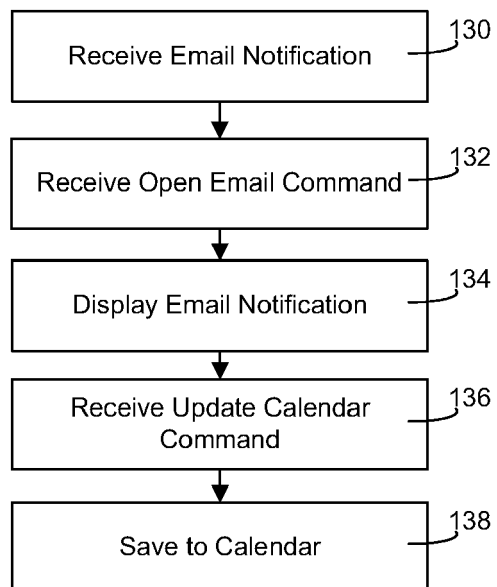 Receive Email Notification
130
Receive Open Email Command
132
Display Email Notification
134
Receive Update Calendar
Command
136
Save to Calendar
138